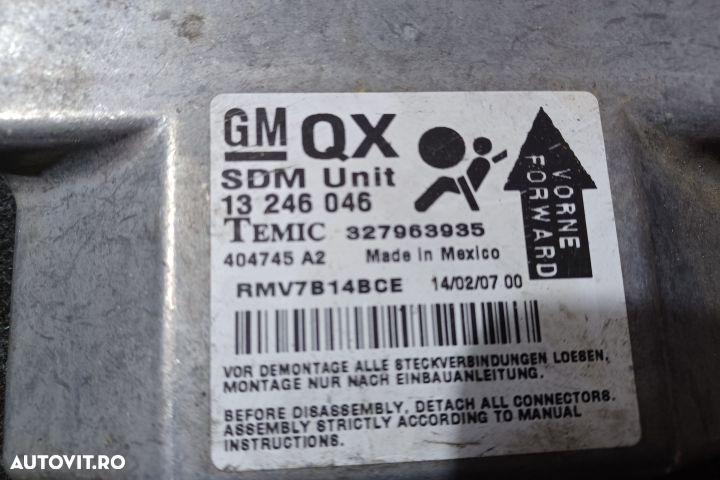 GM QX
SDM Unit
13 246 046
TEMIC 327963935
404745 A2 Made in Mexico
RMV7B14BCE 14/02/07 00
VORNE
FORWARD
VOR DEMONTAGE ALLE STECKVERBINDUNGEN LOESEN,
MONTAGE NUR NACH EINBAUANLEITUNG.
BEFORE DISASSEMBLY, DETACH ALL CONNECTORS.
ASSEMBLY STRICTLY ACCORDING TO MANUAL
INSTRUCTIONS.
AUTOVIT.RO